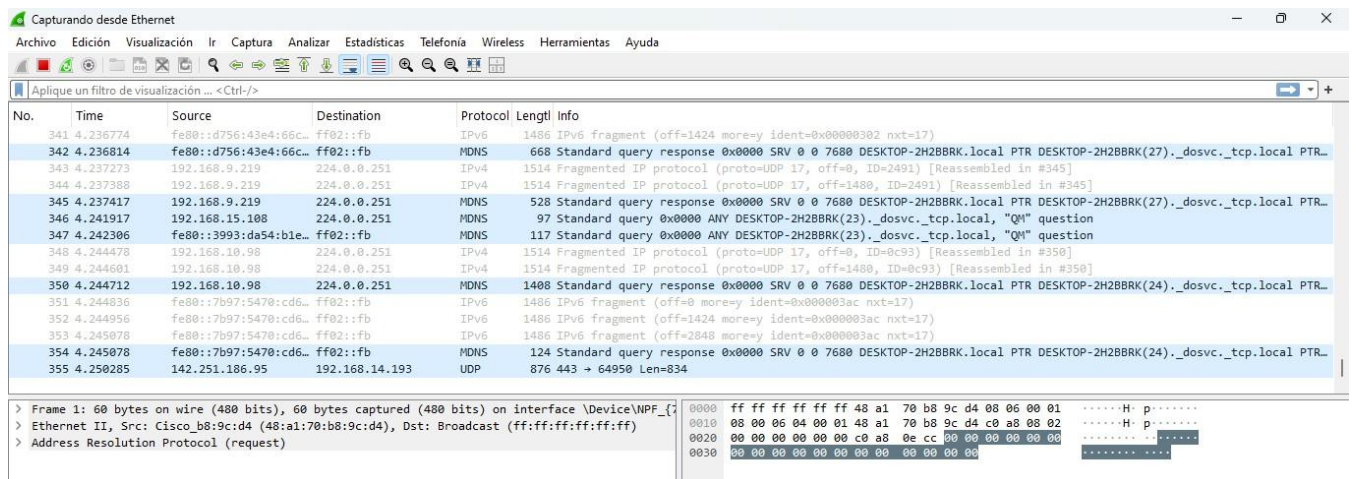 Capturando desde Ethernet
Archivo Edición Visualización Ir Captura Analizar Estadísticas Telefonía Wireless Herramientas Ayuda
Aplique un filtro de visualización ... <Ctrl-/>
No. Time Source Destination Protocol Lengtl Info
341 4.236774 fe80::d756:43e4:66c… ff02::fb IPv6 1486 IPv6 fragment (off=1424 more=y ident=0x00000302 nxt=17)
342 4.236814 fe80::d756:43e4:66c… ff02::fb MDNS 668 Standard query response 0x0000 SRV 0 0 7680 DESKTOP-2H2BBRK.local PTR DESKTOP-2H2BBRK(27)._dosvc._tcp.local PTR…
343 4.237273 192.168.9.219 224.0.0.251 IPv4 1514 Fragmented IP protocol (proto=UDP 17, off=0, ID=2491) [Reassembled in #345]
344 4.237388 192.168.9.219 224.0.0.251 IPv4 1514 Fragmented IP protocol (proto=UDP 17, off=1480, ID=2491) [Reassembled in #345]
345 4.237417 192.168.9.219 224.0.0.251 MDNS 528 Standard query response 0x0000 SRV 0 0 7680 DESKTOP-2H2BBRK.local PTR DESKTOP-2H2BBRK(27)._dosvc._tcp.local PTR…
346 4.241917 192.168.15.108 224.0.0.251 MDNS 97 Standard query 0x0000 ANY DESKTOP-2H2BBRK(23)._dosvc._tcp.local, "QM" question
347 4.242306 fe80::3993:da54:b1e… ff02::fb MDNS 117 Standard query 0x0000 ANY DESKTOP-2H2BBRK(23)._dosvc._tcp.local, "QM" question
348 4.244478 192.168.10.98 224.0.0.251 IPv4 1514 Fragmented IP protocol (proto=UDP 17, off=0, ID=0c93) [Reassembled in #350]
349 4.244601 192.168.10.98 224.0.0.251 IPv4 1514 Fragmented IP protocol (proto=UDP 17, off=1480, ID=0c93) [Reassembled in #350]
350 4.244712 192.168.10.98 224.0.0.251 MDNS 1408 Standard query response 0x0000 SRV 0 0 7680 DESKTOP-2H2BBRK.local PTR DESKTOP-2H2BBRK(24)._dosvc._tcp.local PTR…
351 4.244836 fe80::7b97:5470:cd6… ff02::fb IPv6 1486 IPv6 fragment (off=0 more=y ident=0x000003ac nxt=17)
352 4.244956 fe80::7b97:5470:cd6… ff02::fb IPv6 1486 IPv6 fragment (off=1424 more=y ident=0x000003ac nxt=17)
353 4.245078 fe80::7b97:5470:cd6… ff02::fb IPv6 1486 IPv6 fragment (off=2848 more=y ident=0x000003ac nxt=17)
354 4.245078 fe80::7b97:5470:cd6… ff02::fb MDNS 124 Standard query response 0x0000 SRV 0 0 7680 DESKTOP-2H2BBRK.local PTR DESKTOP-2H2BBRK(24)._dosvc._tcp.local PTR…
355 4.250285 142.251.186.95 192.168.14.193 UDP 876 443 → 64950 Len=834
> Frame 1: 60 bytes on wire (480 bits), 60 bytes captured (480 bits) on interface \Device\NPF_{7
> Ethernet II, Src: Cisco_b8:9c:d4 (48:a1:70:b8:9c:d4), Dst: Broadcast (ff:ff:ff:ff:ff:ff)
> Address Resolution Protocol (request)
0000 ff ff ff ff ff ff 48 a1 70 b8 9c d4 08 06 00 01 ······H· p·······
0010 08 00 06 04 00 01 48 a1 70 b8 9c d4 c0 a8 08 02 ······H· p·······
0020 00 00 00 00 00 00 c0 a8 0e cc 00 00 00 00 00 00 ········ ········
0030 00 00 00 00 00 00 00 00 00 00 00 00 ········ ····